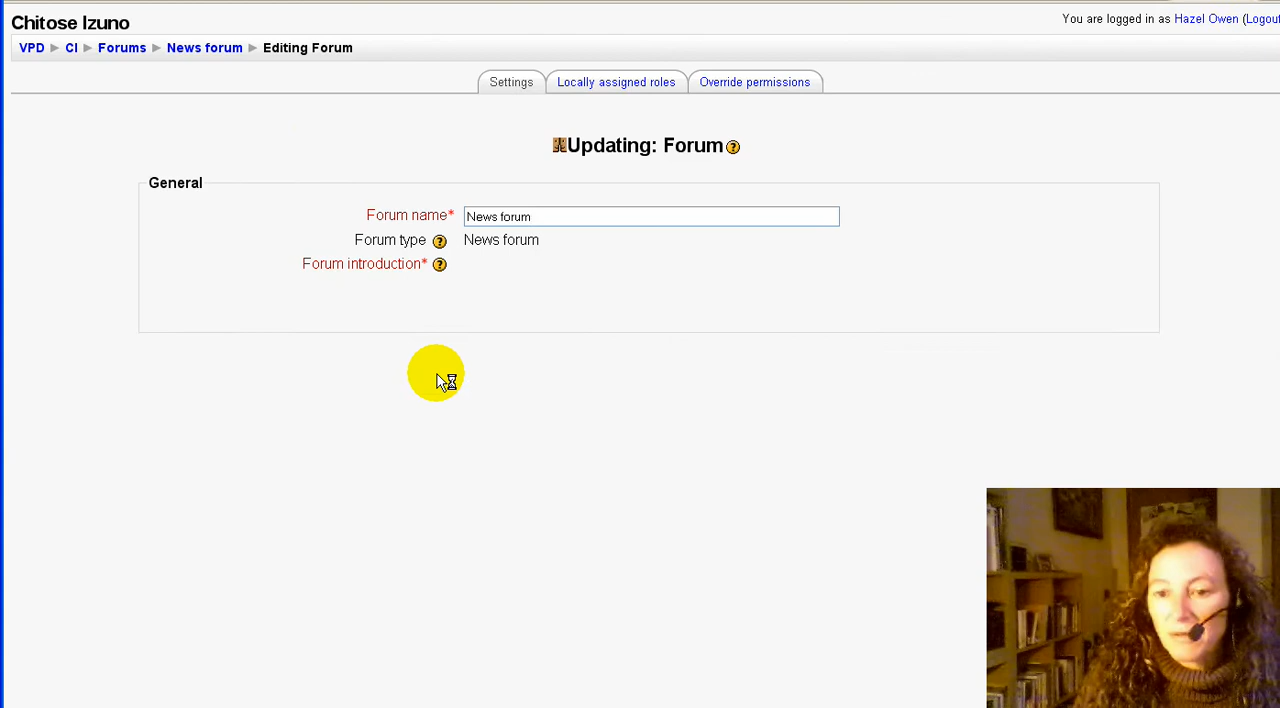 Chitose Izuno
You are logged in as Hazel Owen (Logout
VPD ► CI ► Forums ► News forum ► Editing Forum
Settings Locally assigned roles Override permissions
Updating: Forum ?
General
Forum name* News forum
Forum type ? News forum
Forum introduction* ?